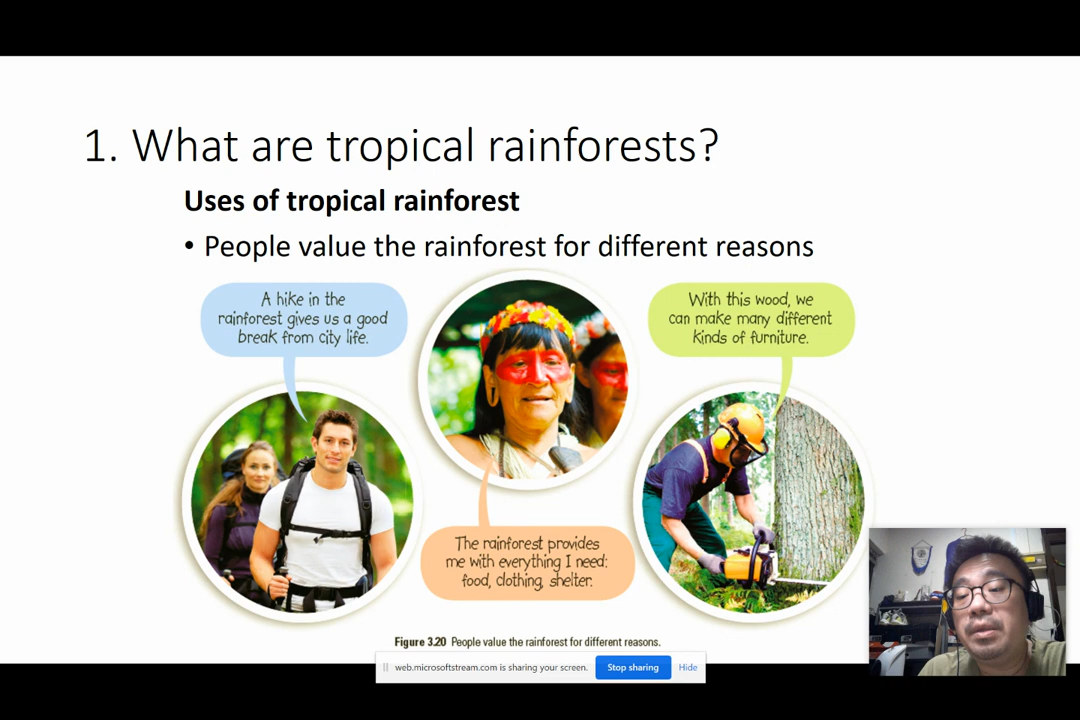 1. What are tropical rainforests?
Uses of tropical rainforest
• People value the rainforest for different reasons
A hike in the
rainforest gives us a good
break from city life.
With this wood, we
can make many different
kinds of furniture.
The rainforest provides
me with everything I need:
food, clothing, shelter.
Figure 3.20 People value the rainforest for different reasons.
web.microsoftstream.com is sharing your screen.
Stop sharing
Hide